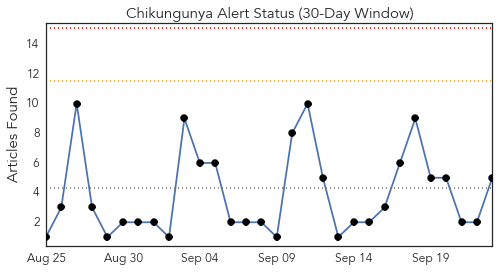 Chikungunya Alert Status (30-Day Window)
Articles Found
14
12
10
8
6
4
2
Aug 25 Aug 30 Sep 04 Sep 09 Sep 14 Sep 19